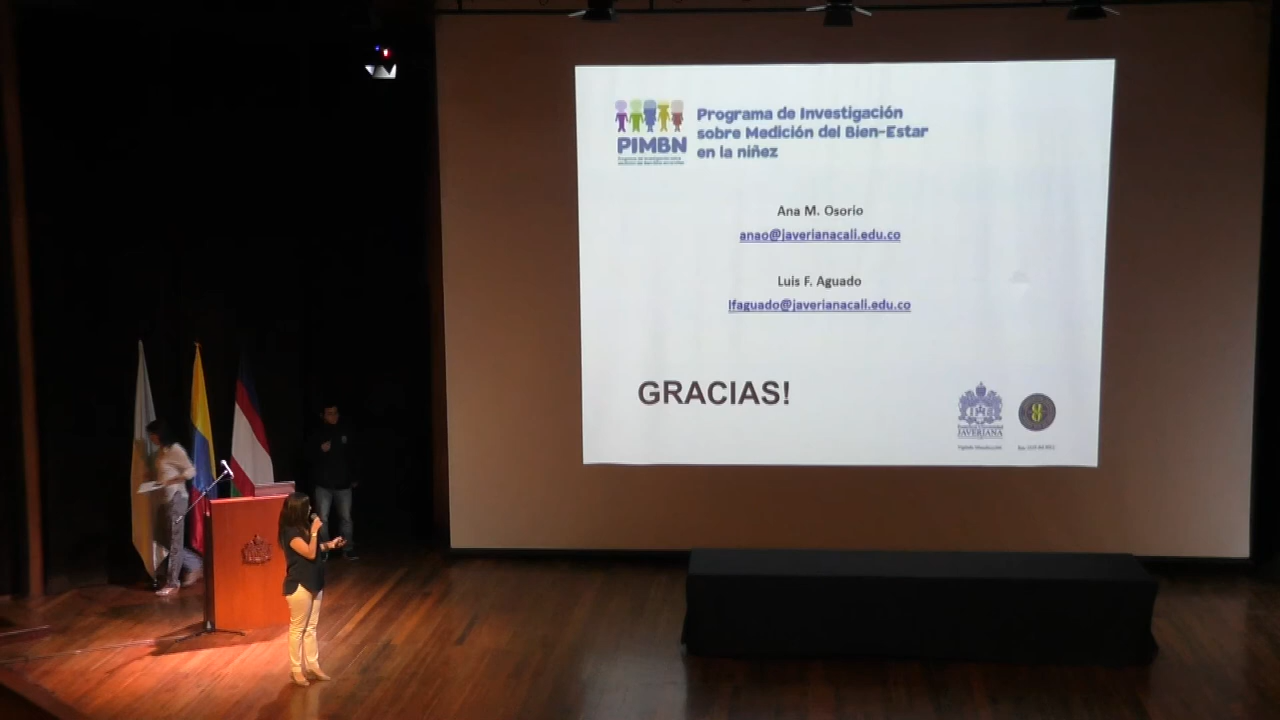 Programa de Investigación
sobre Medición del Bien-Estar
en la niñez
PIMBN
Ana M. Osorio
anao@javerianacali.edu.co
Luis F. Aguado
lfaguado@javerianacali.edu.co
GRACIAS!
JAVERIANA